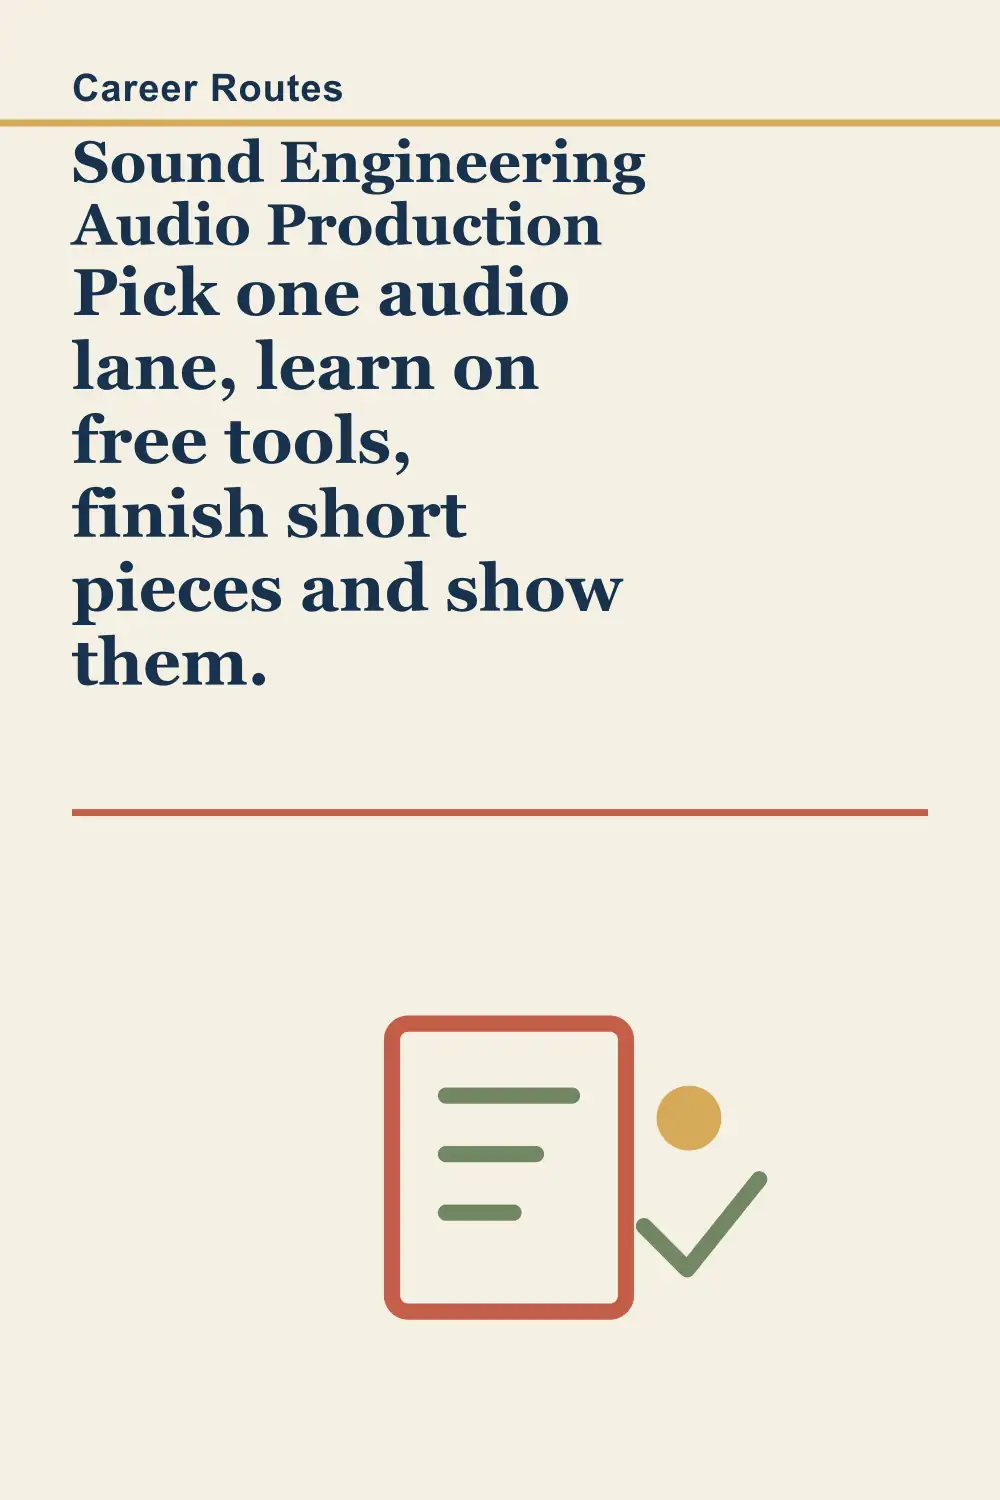 Career Routes
Sound Engineering
Audio Production
Pick one audio
lane, learn on
free tools,
finish short
pieces and show
them.